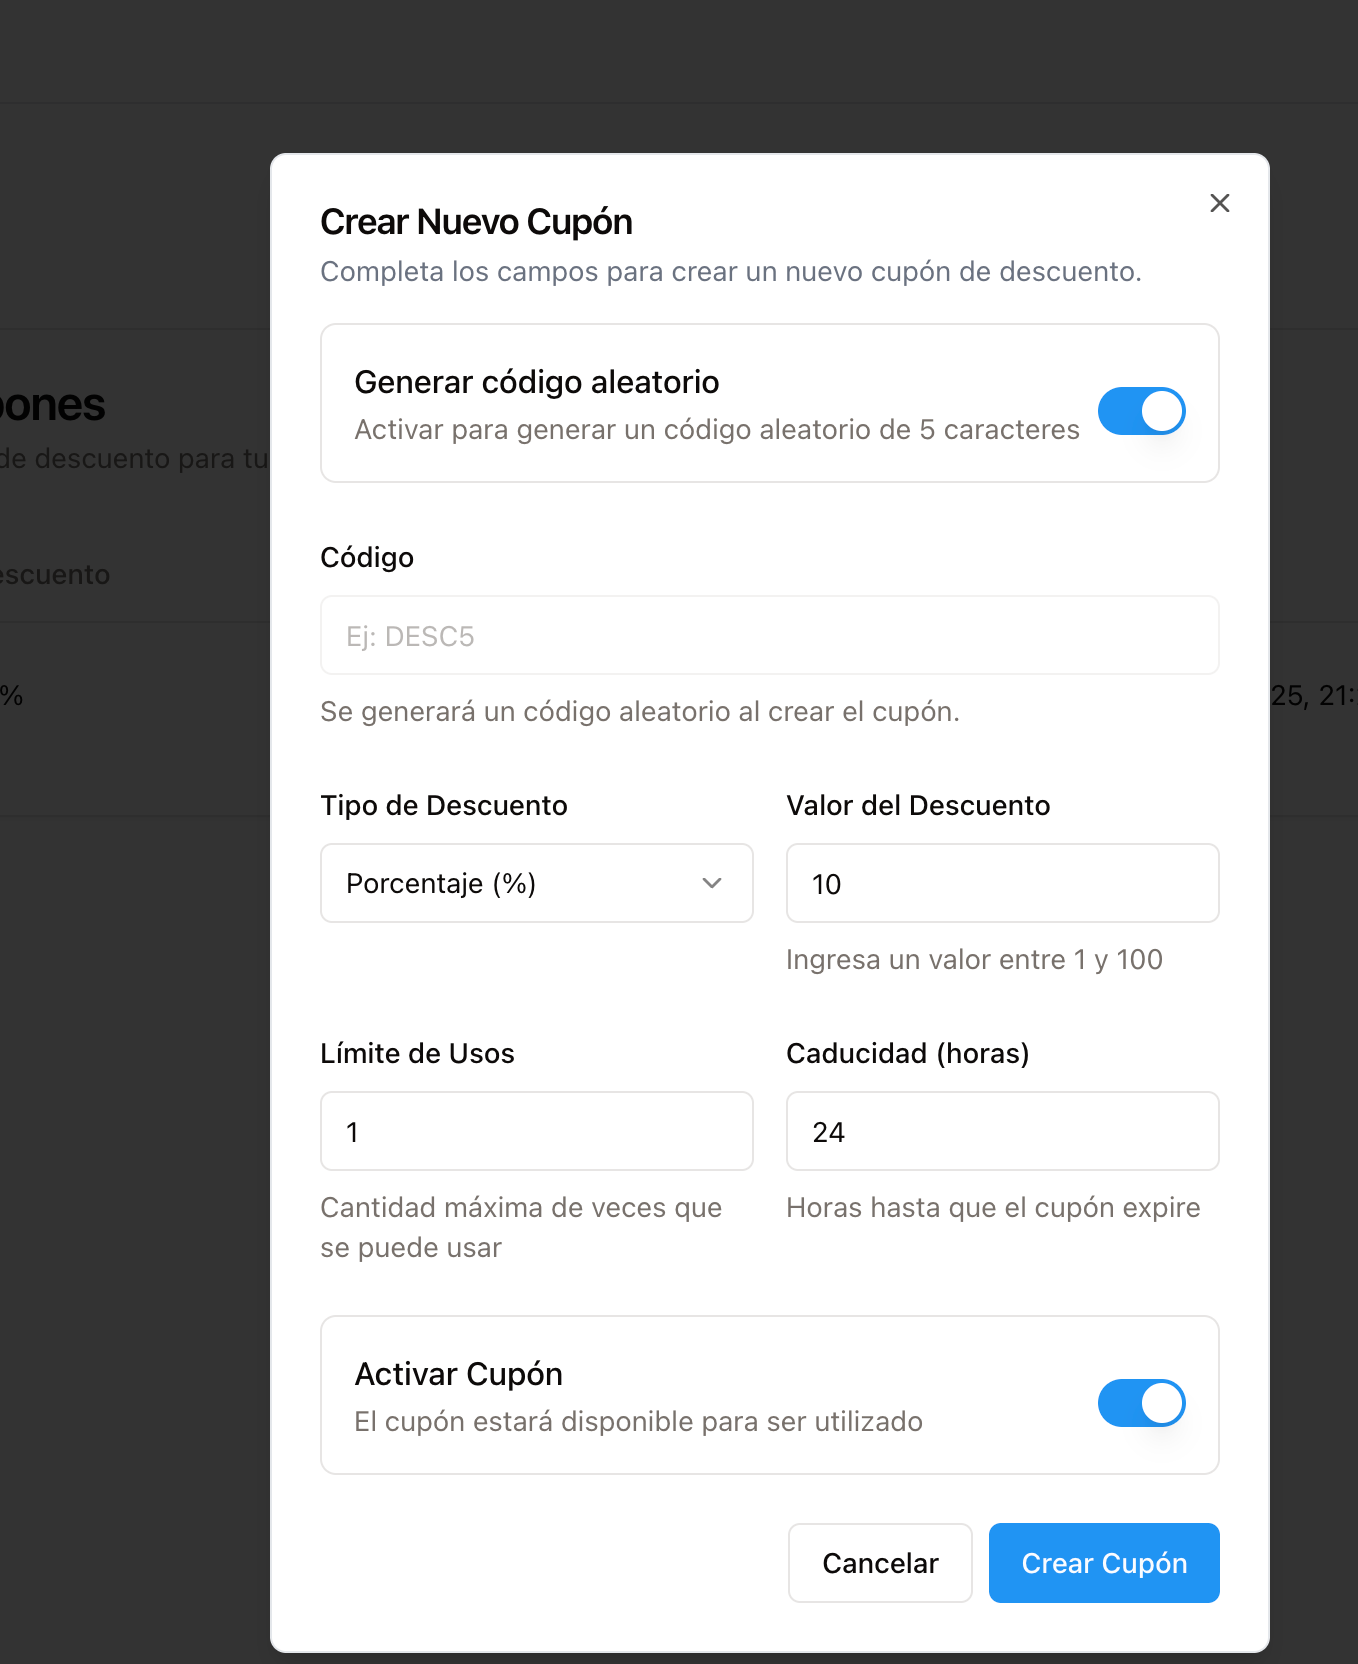 Crear Nuevo Cupón
Completa los campos para crear un nuevo cupón de descuento.
Generar código aleatorio
Activar para generar un código aleatorio de 5 caracteres
ones
de descuento para tu
Código
escuento
Ej: DESC5
%
25, 21:
Se generará un código aleatorio al crear el cupón.
Tipo de Descuento
Valor del Descuento
Porcentaje (%)
10
Ingresa un valor entre 1 y 100
Límite de Usos
Caducidad (horas)
1
24
Cantidad máxima de veces que
se puede usar
Horas hasta que el cupón expire
Activar Cupón
El cupón estará disponible para ser utilizado
Cancelar
Crear Cupón